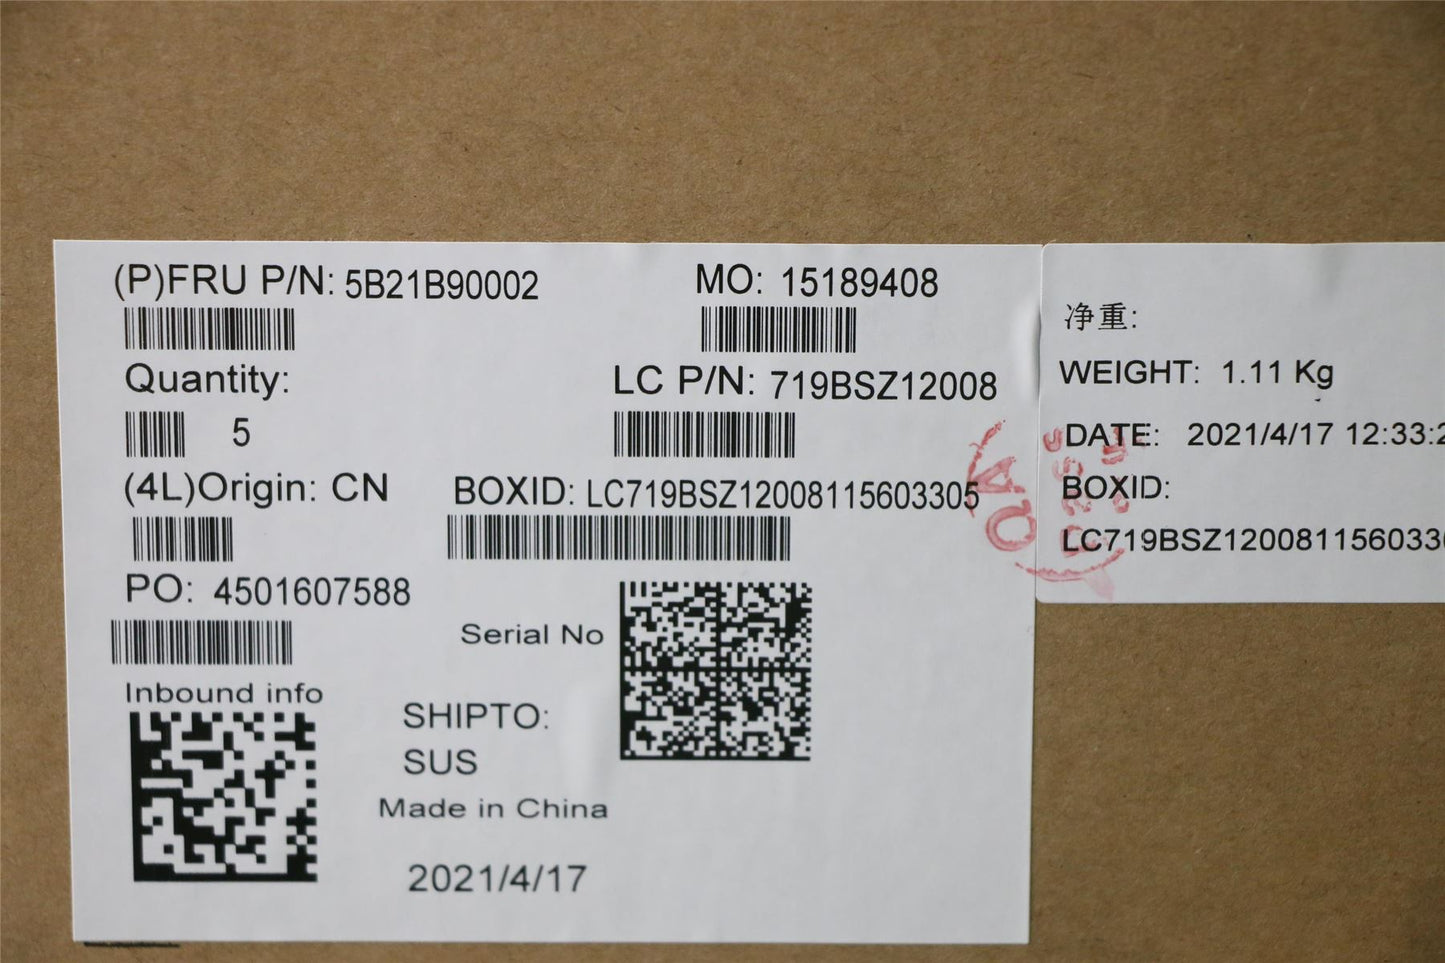 (P)FRU P/N: 5B21B90002
MO: 15189408
Quantity:
5
LC P/N: 719BSZ12008
(4L)Origin: CN
BOXID: LC719BSZ12008115603305
PO: 4501607588
Serial No
Inbound info
SHIPTO:
SUS
Made in China
2021/4/17
净重:
WEIGHT: 1.11 Kg
DATE: 2021/4/17 12:33:2
BOXID:
LC719BSZ1200811560330
QA